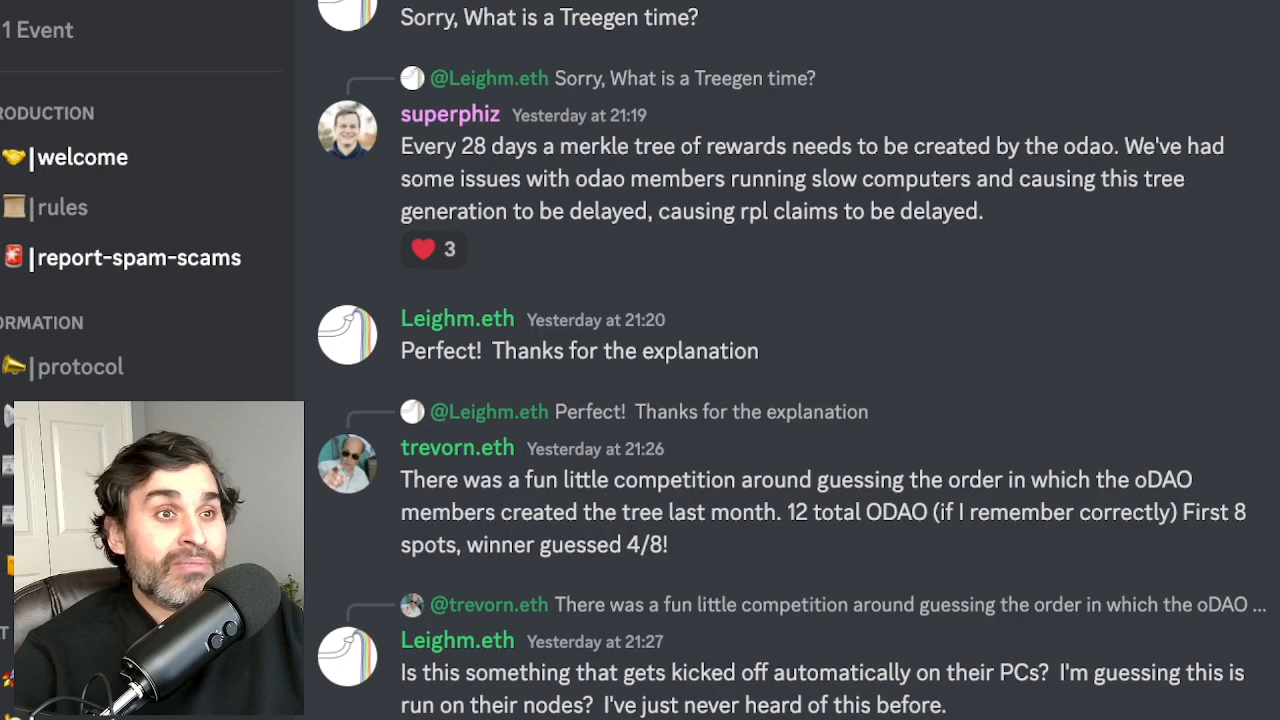 1 Event
RODUCTION
|welcome
|rules
|report-spam-scams
ORMATION
|protocol
Sorry, What is a Treegen time?
@Leighm.eth Sorry, What is a Treegen time?
superphiz Yesterday at 21:19
Every 28 days a merkle tree of rewards needs to be created by the odao. We've had
some issues with odao members running slow computers and causing this tree
generation to be delayed, causing rpl claims to be delayed.
3
Leighm.eth Yesterday at 21:20
Perfect! Thanks for the explanation
@Leighm.eth Perfect! Thanks for the explanation
trevorn.eth Yesterday at 21:26
There was a fun little competition around guessing the order in which the oDAO
members created the tree last month. 12 total ODAO (if I remember correctly) First 8
spots, winner guessed 4/8!
@trevorn.eth There was a fun little competition around guessing the order in which the oDAO ...
Leighm.eth Yesterday at 21:27
Is this something that gets kicked off automatically on their PCs? I'm guessing this is
run on their nodes? I've just never heard of this before.